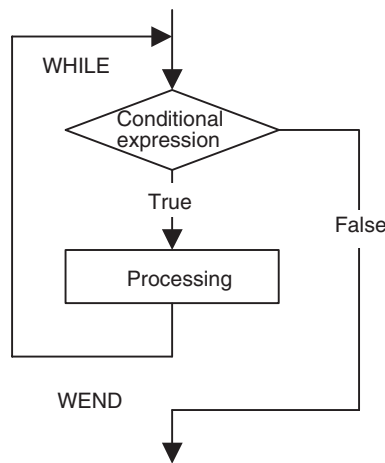 WHILE
Conditional
expression
True
False
Processing
WEND